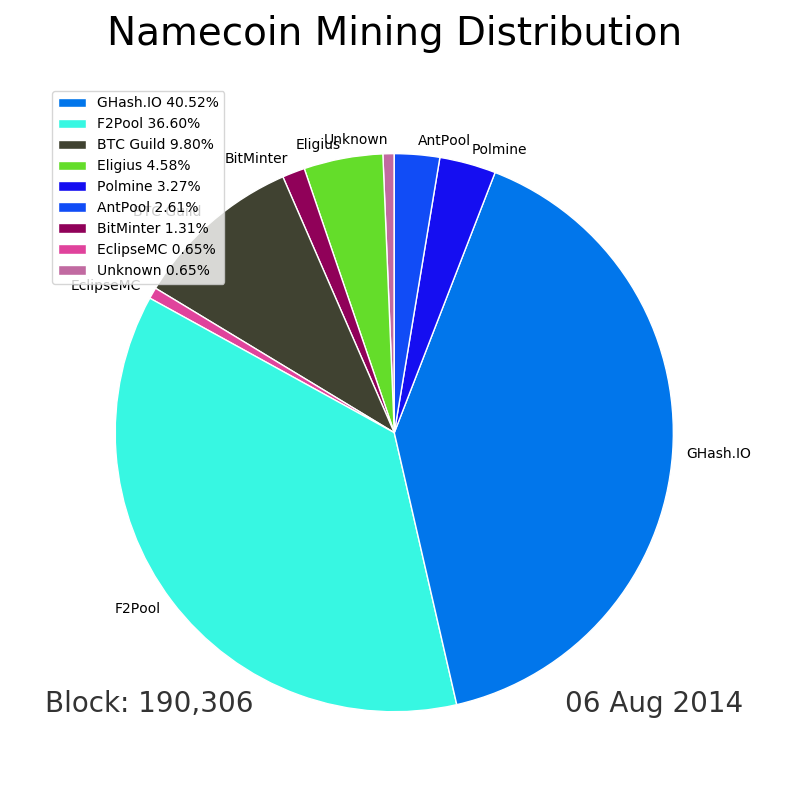 Namecoin Mining Distribution
GHash.IO 40.52%
F2Pool 36.60%
BTC Guild 9.80%
Eligius 4.58%
Polmine 3.27%
AntPool 2.61%
BitMinter 1.31%
EclipseMC 0.65%
Unknown 0.65%
AntPool
Polmine
GHash.IO
F2Pool
EclipseMC
BTC Guild
BitMinter
Eligius
Unknown
Block: 190,306
06 Aug 2014